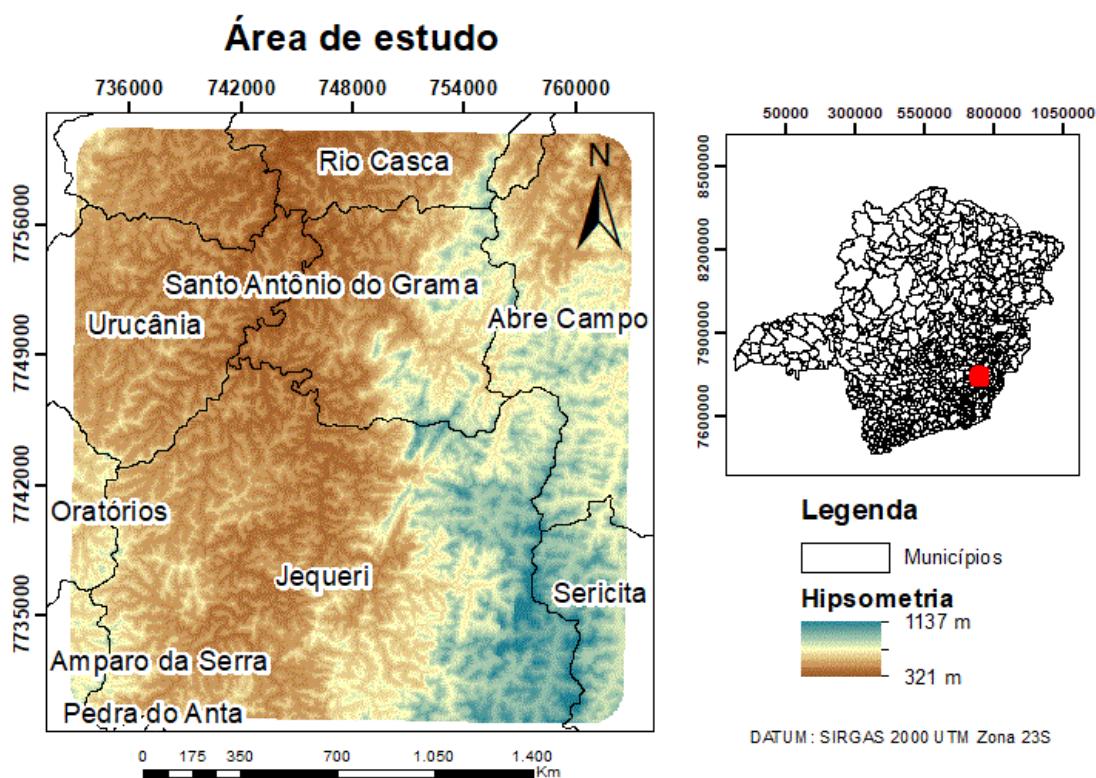 Área de estudo
736000 742000 748000 754000 760000
7756000
7749000
7742000
7735000
Rio Casca
N
Santo Antônio do Grama
Urucânia
Abre Campo
Oratórios
Jequeri
Sericita
Amparo da Serra
Pedra do Anta
0 175 350 700 1.050 1.400
Km
50000 300000 550000 800000 1050000
8500000
8200000
7900000
7600000
Legenda
Municípios
Hipsometria
1137 m
321 m
DATUM: SIRGAS 2000 UTM Zona 23S